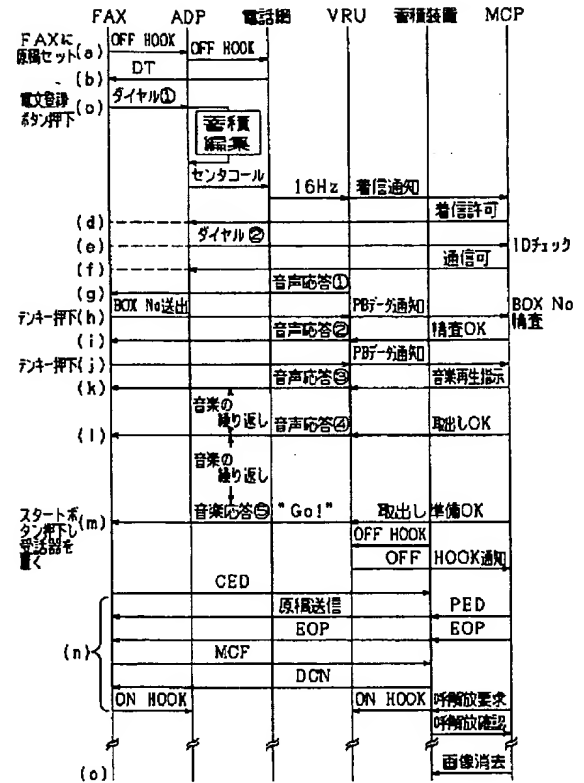 FAX ADP 電話網 VRU 蓄積装置 MCP
FAXに OFF HOOK
原稿セット(a) OFF HOOK
(b) DT
電文登録 (c) ダイヤル①
ボタン押下
蓄積
編集
センタコール
16Hz 着信通知
(d) 着信許可
(e) ダイヤル② IDチェック
(f) 通信可
(g) 音声応答①
BOX No送出 PBデータ通知 BOX No
テンキー押下(h) 精査
(i) 音声応答② 精査OK
テンキー押下(j) PBデータ通知
(k) 音声応答③ 音楽再生指示
音楽の
繰り返し
(l) 音声応答④ 取出しOK
音楽の
繰り返し
スタートボ (m) 音楽応答⑤ "Go!" 取出し準備OK
タン押下し
受話器を
置く
OFF HOOK
OFF HOOK通知
CED
原稿送信 PED
EOP EOP
(n) MCF
DCN
ON HOOK ON HOOK 呼解放要求
呼解放確認
(o) 画像消去